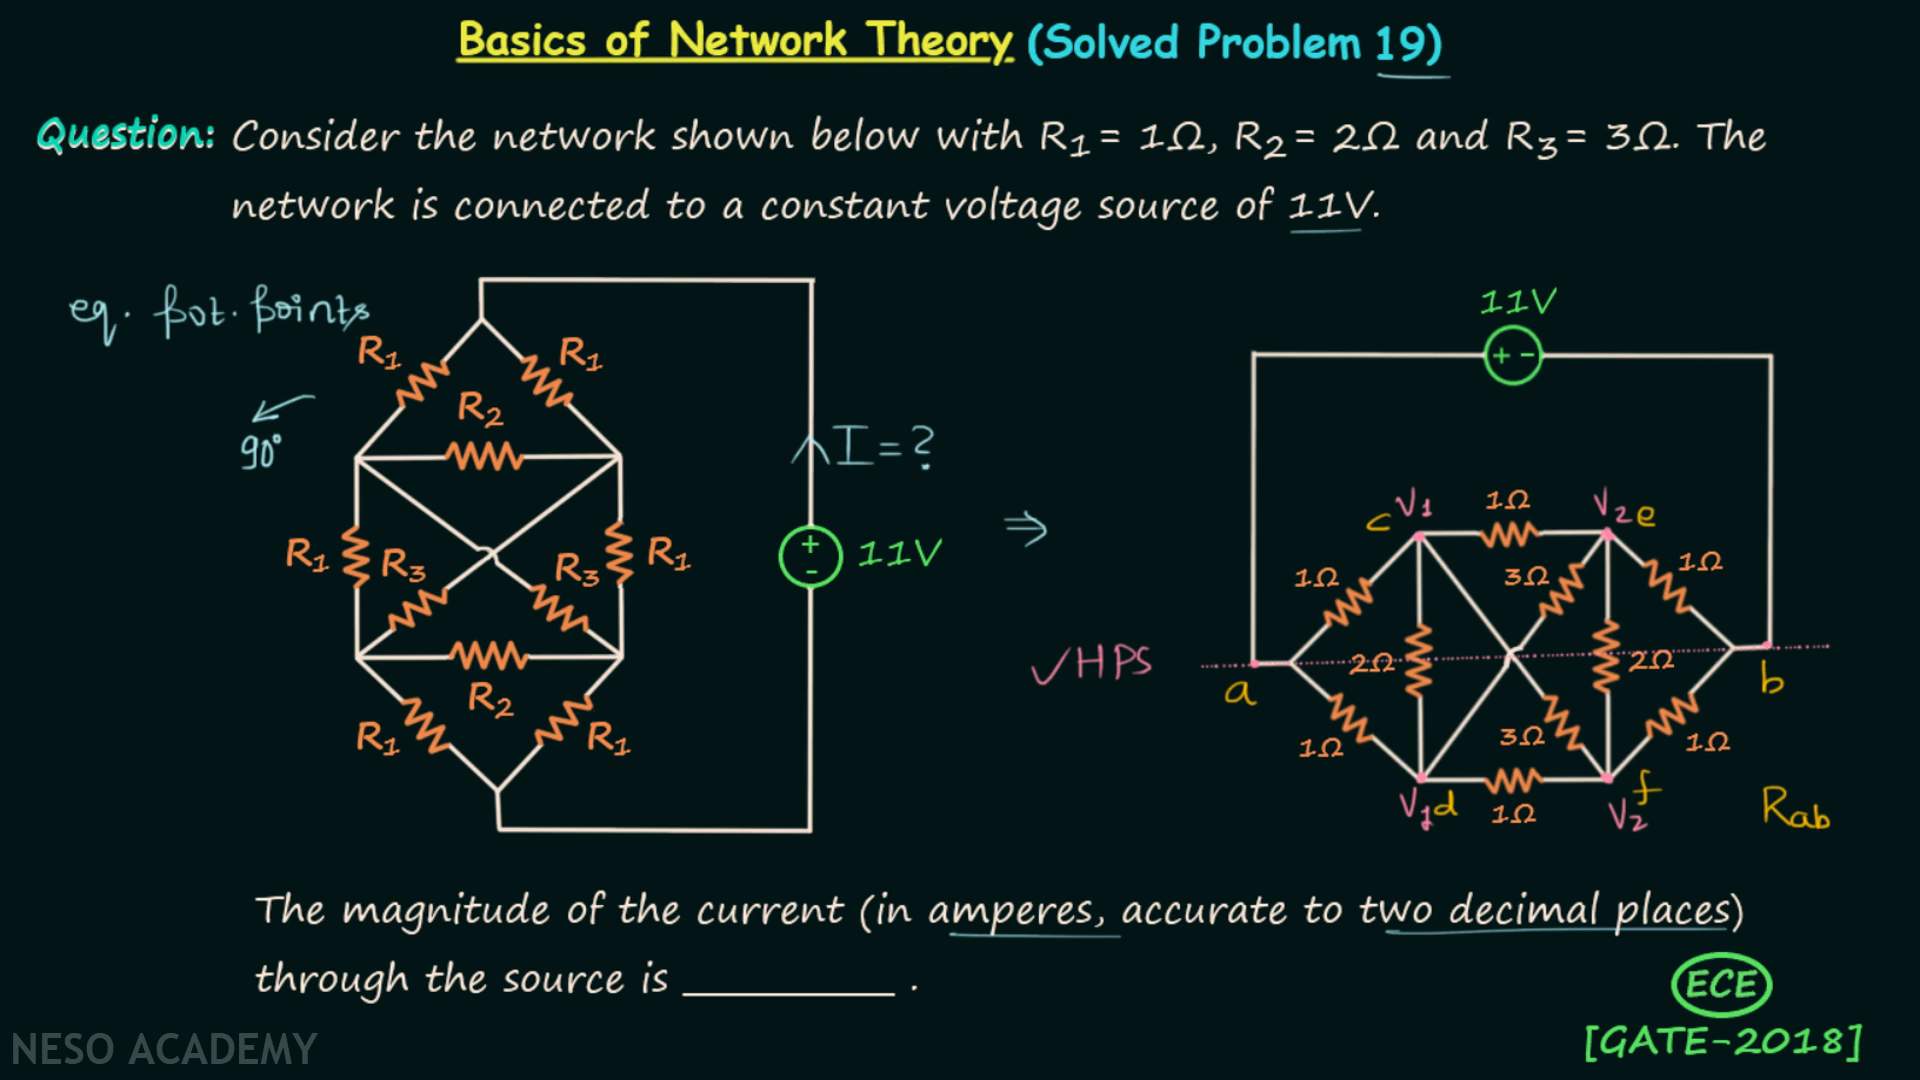 Basics of Network Theory (Solved Problem 19)
Question: Consider the network shown below with R₁ = 1Ω, R₂ = 2Ω and R₃ = 3Ω. The
network is connected to a constant voltage source of 11V.
eq. pot. points
90°
R₁
R₁
R₂
R₁
R₃
R₃
R₁
R₂
R₁
R₁
I = ?
+
-
11V
⇒
11V
+ -
c V₁
1Ω
V₂ e
1Ω
3Ω
1Ω
✓HPS
a
2Ω
2Ω
b
1Ω
3Ω
1Ω
V₁ d
1Ω
V₂ f
Rab
The magnitude of the current (in amperes, accurate to two decimal places)
through the source is __________ .
ECE
[GATE-2018]
NESO ACADEMY